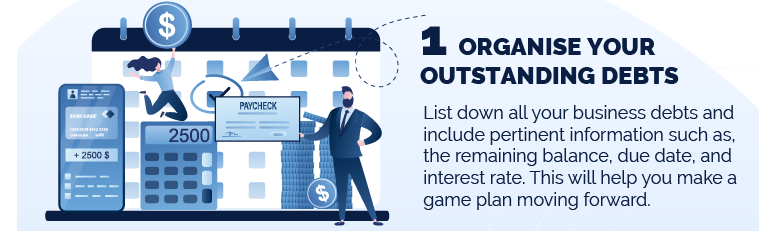 1 ORGANISE YOUR
OUTSTANDING DEBTS
List down all your business debts and
include pertinent information such as,
the remaining balance, due date, and
interest rate. This will help you make a
game plan moving forward.
$
PAYCHECK
2500
BANK NAME
+ 2500 $
$